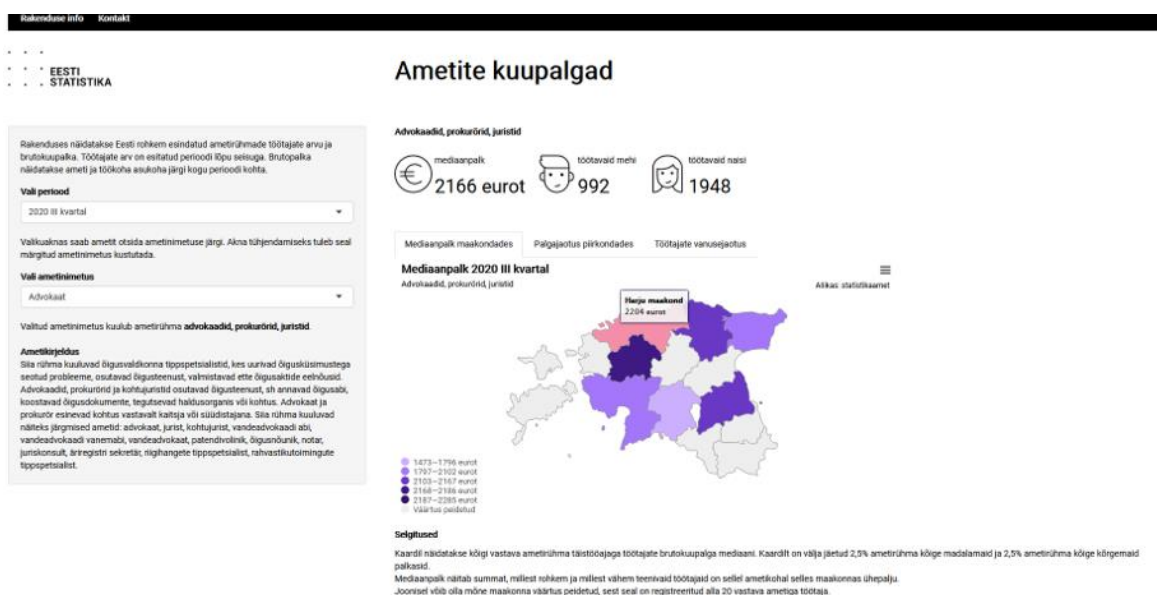 Rakenduse info Kontakt
EESTI
STATISTIKA
Ametite kuupalgad
Rakenduses näidatakse Eesti rohkem esindatud ametirühmade töötajate arvu ja
brutokuupalka. Töötajate arv on esitatud perioodi lõpu seisuga. Brutopalka
näidatakse ameti ja töökoha asukoha järgi kogu perioodi kohta.
Vali periood
2020 III kvartal
Valikuaknas saab ametit otsida ametinimetuse järgi. Akna tühjendamiseks tuleb seal
märgitud ametinimetus kustutada.
Vali ametinimetus
Advokaat
Valitud ametinimetus kuulub ametirühma advokaadid, prokurörid, juristid.
Ametikirjeldus
Siia rühma kuuluvad õigusvaldkonna tippspetsialistid, kes uurivad õigusküsimustega
seotud probleeme, osutavad õigusteenust, valmistavad ette õigusaktide eelnõusid.
Advokaadid, prokurörid ja kohtujuristid osutavad õigusteenust, sh annavad õigusabi,
koostavad õigusdokumente, tegutsevad haldusorganis või kohtus. Advokaat ja
prokurör esinevad kohtus vastavalt kaitsja või süüdistajana. Siia rühma kuuluvad
näiteks järgmised ametid: advokaat, jurist, kohtujurist, vandeadvokaadi abi,
vandeadvokaadi vanemabi, vandeadvokaat, patendivolinik, õigusnõunik, notar,
juriskonsult, äriregistri sekretär, riigihangete tippspetsialist, rahvastikutoimingute
tippspetsialist.
Advokaadid, prokurörid, juristid
mediaanpalk
2166 eurot
töötavaid mehi
992
töötavaid naisi
1948
Mediaanpalk maakondades Palgajaotus piirkondades Töötajate vanusejaotus
Mediaanpalk 2020 III kvartal
Advokaadid, prokurörid, juristid
Allikas: statistikaamet
Harju maakond
2204 eurot
1473–1796 eurot
1797–2102 eurot
2103–2167 eurot
2168–2186 eurot
2187–2285 eurot
Väärtus peidetud
Selgitused
Kaardil näidatakse kõigi vastava ametirühma täistööajaga töötajate brutokuupalga mediaani. Kaardilt on välja jäetud 2,5% ametirühma kõige madalamaid ja 2,5% ametirühma kõige kõrgemaid
palkasid.
Mediaanpalk näitab summat, millest rohkem ja millest vähem teenivaid töötajaid on sellel ametikohal selles maakonnas ühepalju.
Joonisel võib olla mõne maakonna väärtus peidetud, sest seal on registreeritud alla 20 vastava ametiga töötaja.